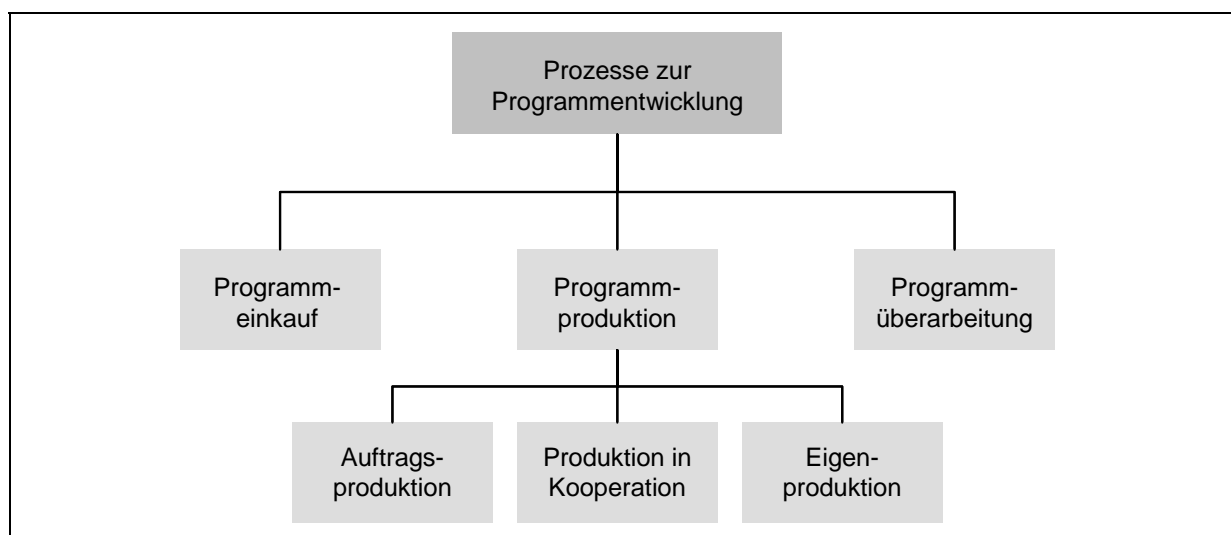 Prozesse zur
Programmentwicklung
Programm-
einkauf
Programm-
produktion
Programm-
überarbeitung
Auftrags-
produktion
Produktion in
Kooperation
Eigen-
produktion